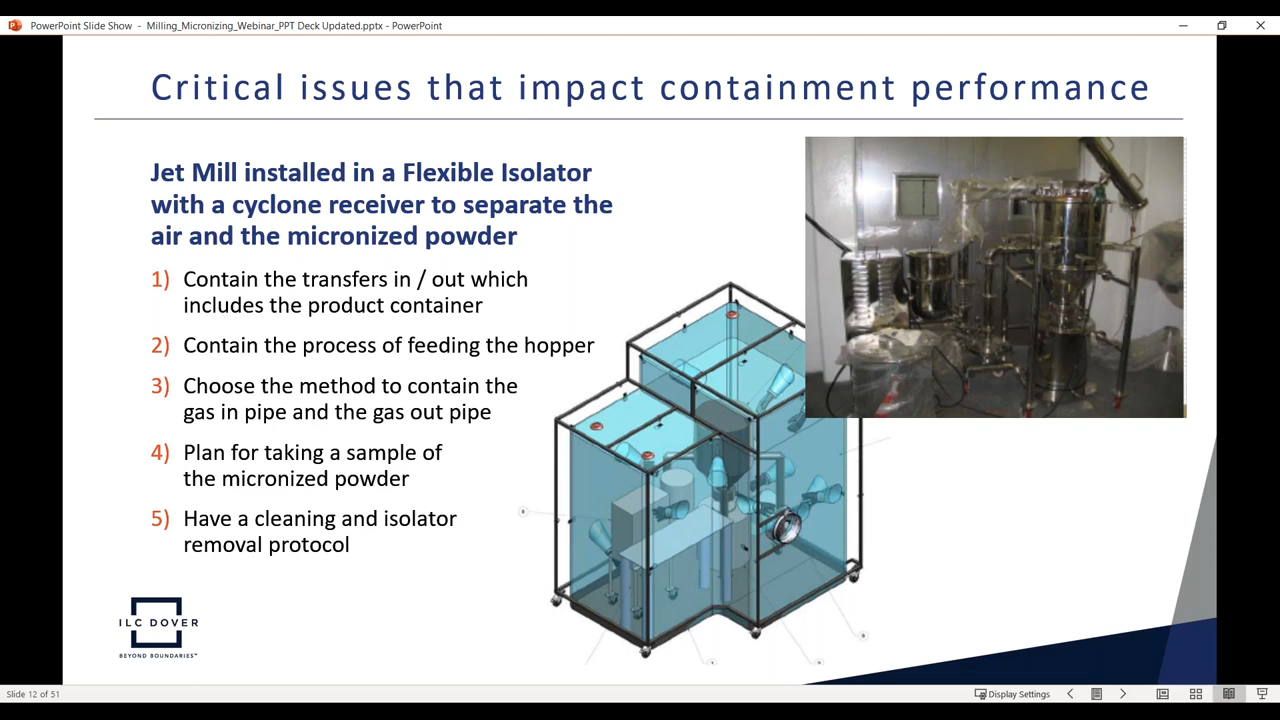 PowerPoint Slide Show - Milling_Micronizing_Webinar_PPT Deck Updated.pptx - PowerPoint
Critical issues that impact containment performance
Jet Mill installed in a Flexible Isolator
with a cyclone receiver to separate the
air and the micronized powder
1) Contain the transfers in / out which
includes the product container
2) Contain the process of feeding the hopper
3) Choose the method to contain the
gas in pipe and the gas out pipe
4) Plan for taking a sample of
the micronized powder
5) Have a cleaning and isolator
removal protocol
ILC DOVER
BEYOND BOUNDARIES™
Slide 12 of 51
Display Settings